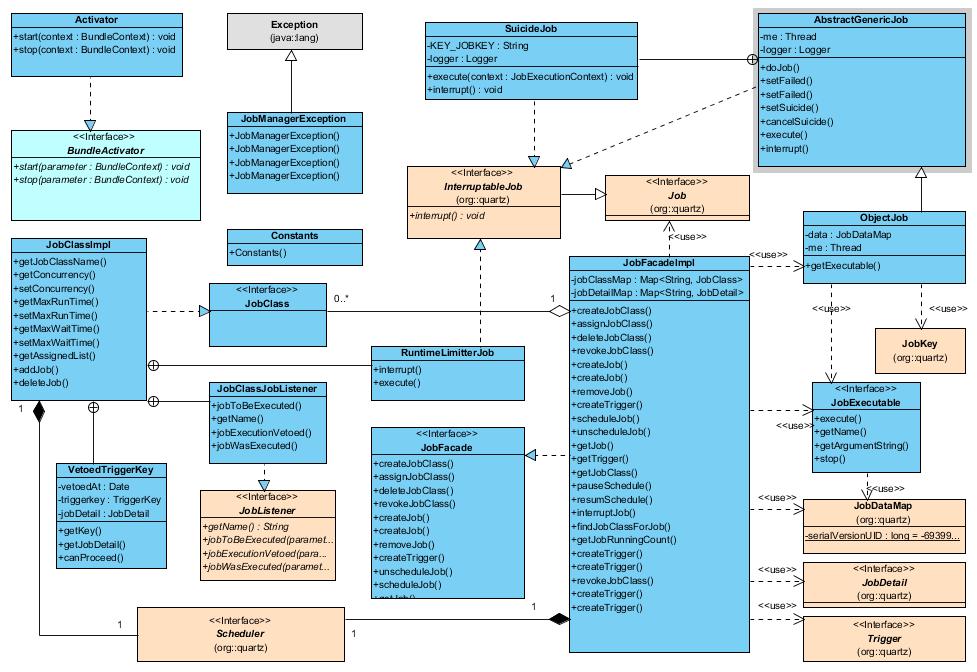 Activator
+start(context : BundleContext) : void
+stop(context : BundleContext) : void
<<Interface>>
BundleActivator
+start(parameter : BundleContext) : void
+stop(parameter : BundleContext) : void
Exception
(java::lang)
JobManagerException
+JobManagerException()
+JobManagerException()
+JobManagerException()
+JobManagerException()
Constants
+Constants()
SuicideJob
-KEY_JOBKEY : String
-logger : Logger
+execute(context : JobExecutionContext) : void
+interrupt() : void
AbstractGenericJob
-me : Thread
-logger : Logger
+doJob()
+setFailed()
+setFailed()
+setSuicide()
+cancelSuicide()
+execute()
+interrupt()
<<Interface>>
InterruptableJob
(org::quartz)
+interrupt() : void
<<Interface>>
Job
(org::quartz)
<<use>>
ObjectJob
-data : JobDataMap
-me : Thread
+getExecutable()
<<use>>
<<use>>
<<use>>
JobKey
(org::quartz)
JobClassImpl
+getJobClassName()
+getConcurrency()
+setConcurrency()
+getMaxRunTime()
+setMaxRunTime()
+getMaxWaitTime()
+setMaxWaitTime()
+getAssignedList()
+addJob()
+deleteJob()
1
<<Interface>>
JobClass
0..*
1
RuntimeLimitterJob
+interrupt()
+execute()
JobClassJobListener
+jobToBeExecuted()
+getName()
+jobExecutionVetoed()
+jobWasExecuted()
VetoedTriggerKey
-vetoedAt : Date
-triggerkey : TriggerKey
-jobDetail : JobDetail
+getKey()
+getJobDetail()
+canProceed()
<<Interface>>
JobListener
+getName() : String
+jobToBeExecuted(paramet...
+jobExecutionVetoed(para...
+jobWasExecuted(paramet...
<<Interface>>
JobFacade
+createJobClass()
+assignJobClass()
+deleteJobClass()
+revokeJobClass()
+createJob()
+createJob()
+removeJob()
+createTrigger()
+unscheduleJob()
+scheduleJob()
+getJob()
JobFacadeImpl
-jobClassMap : Map<String, JobClass>
-jobDetailMap : Map<String, JobDetail>
+createJobClass()
+assignJobClass()
+deleteJobClass()
+revokeJobClass()
+createJob()
+createJob()
+removeJob()
+createTrigger()
+scheduleJob()
+unscheduleJob()
+getJob()
+getTrigger()
+getJobClass()
+pauseSchedule()
+resumSchedule()
+interruptJob()
+findJobClassForJob()
+getJobRunningCount()
+createTrigger()
+createTrigger()
+revokeJobClass()
+createTrigger()
+createTrigger()
<<use>>
<<Interface>>
JobExecutable
+execute()
+getName()
+getArgumentString()
+stop()
<<use>>
<<use>>
JobDataMap
(org::quartz)
-serialVersionUID : long = -69399...
<<use>>
<<Interface>>
JobDetail
(org::quartz)
<<use>>
<<Interface>>
Trigger
(org::quartz)
1
<<Interface>>
Scheduler
(org::quartz)
1
1